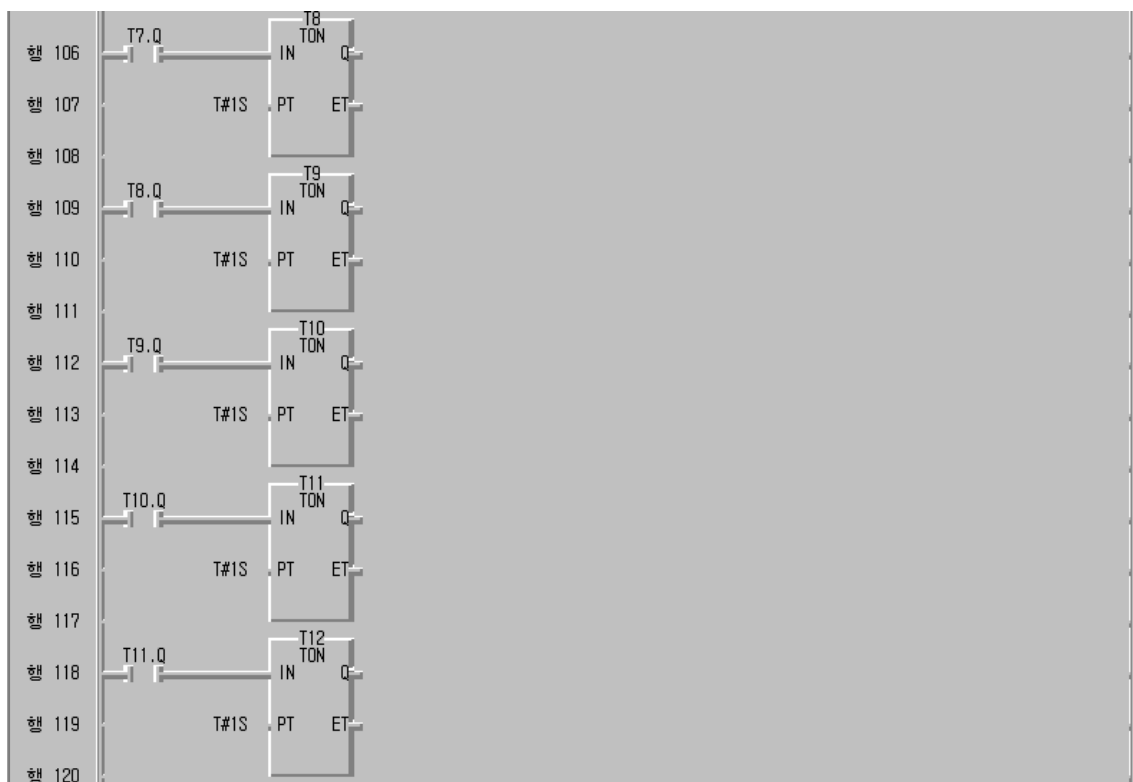 T8
T7.Q TON
행 106 IN Q
행 107 T#1S PT ET
행 108
T9
T8.Q TON
행 109 IN Q
행 110 T#1S PT ET
행 111
T10
T9.Q TON
행 112 IN Q
행 113 T#1S PT ET
행 114
T11
T10.Q TON
행 115 IN Q
행 116 T#1S PT ET
행 117
T12
T11.Q TON
행 118 IN Q
행 119 T#1S PT ET
행 120